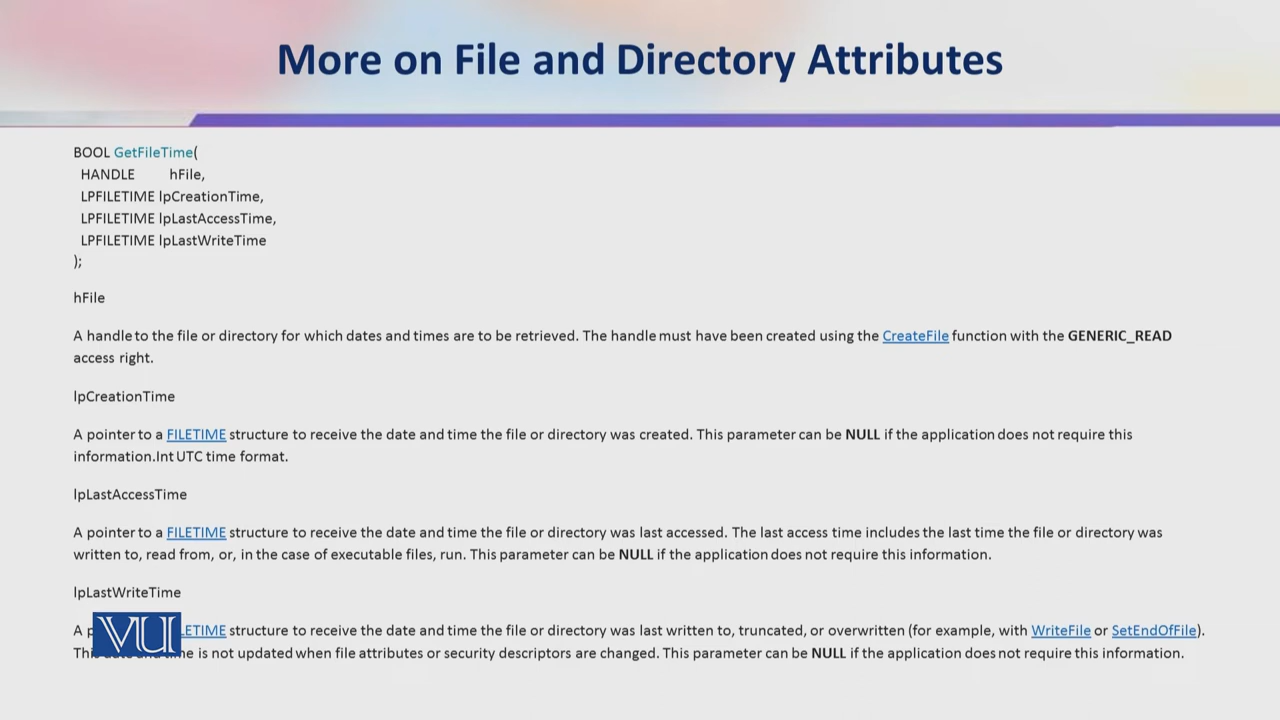 More on File and Directory Attributes
BOOL GetFileTime(
HANDLE hFile,
LPFILETIME lpCreationTime,
LPFILETIME lpLastAccessTime,
LPFILETIME lpLastWriteTime
);
hFile
A handle to the file or directory for which dates and times are to be retrieved. The handle must have been created using the CreateFile function with the GENERIC_READ
access right.
lpCreationTime
A pointer to a FILETIME structure to receive the date and time the file or directory was created. This parameter can be NULL if the application does not require this
information.Int UTC time format.
lpLastAccessTime
A pointer to a FILETIME structure to receive the date and time the file or directory was last accessed. The last access time includes the last time the file or directory was
written to, read from, or, in the case of executable files, run. This parameter can be NULL if the application does not require this information.
lpLastWriteTime
A LETIME structure to receive the date and time the file or directory was last written to, truncated, or overwritten (for example, with WriteFile or SetEndOfFile).
is not updated when file attributes or security descriptors are changed. This parameter can be NULL if the application does not require this information.
VU